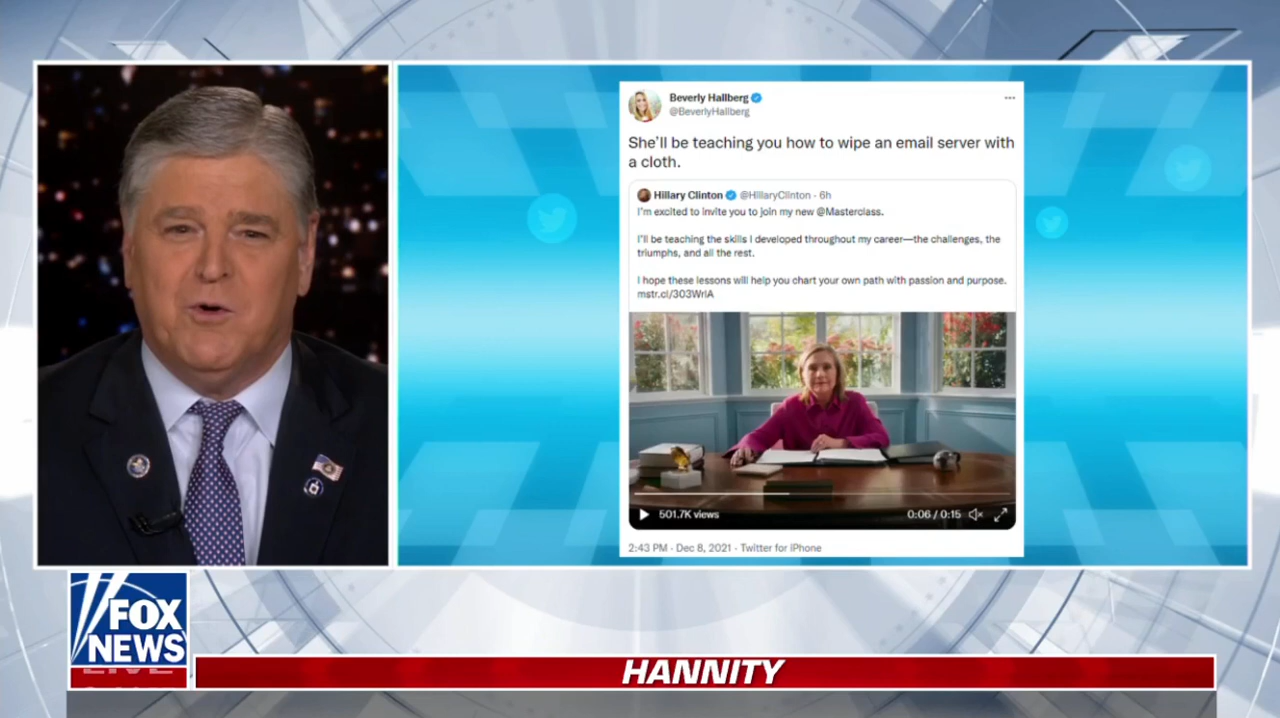 Beverly Hallberg
@BeverlyHallberg
She'll be teaching you how to wipe an email server with
a cloth.
Hillary Clinton @HillaryClinton · 6h
I'm excited to invite you to join my new @Masterclass.
I'll be teaching the skills I developed throughout my career—the challenges, the
triumphs, and all the rest.
I hope these lessons will help you chart your own path with passion and purpose.
mstr.cl/303WrlA
501.7K views
0:06 / 0:15
2:43 PM · Dec 8, 2021 · Twitter for iPhone
FOX
NEWS
HANNITY